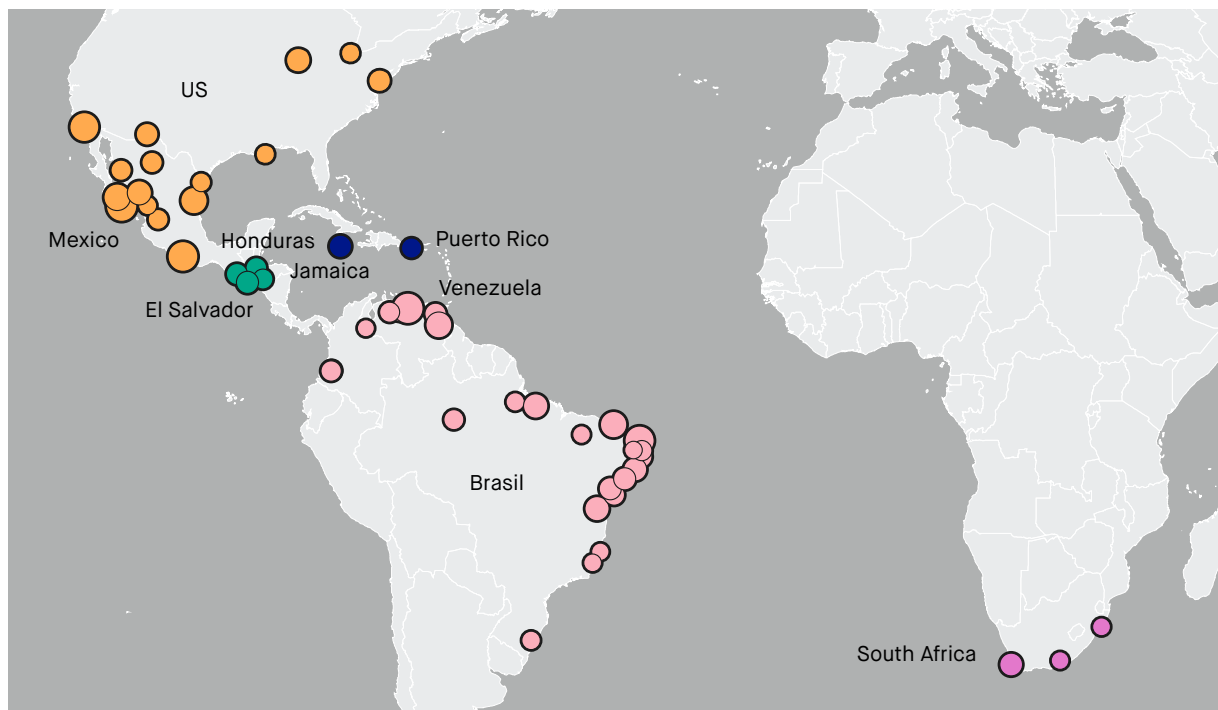 US
Mexico
Honduras
Puerto Rico
Jamaica
Venezuela
El Salvador
Brasil
South Africa